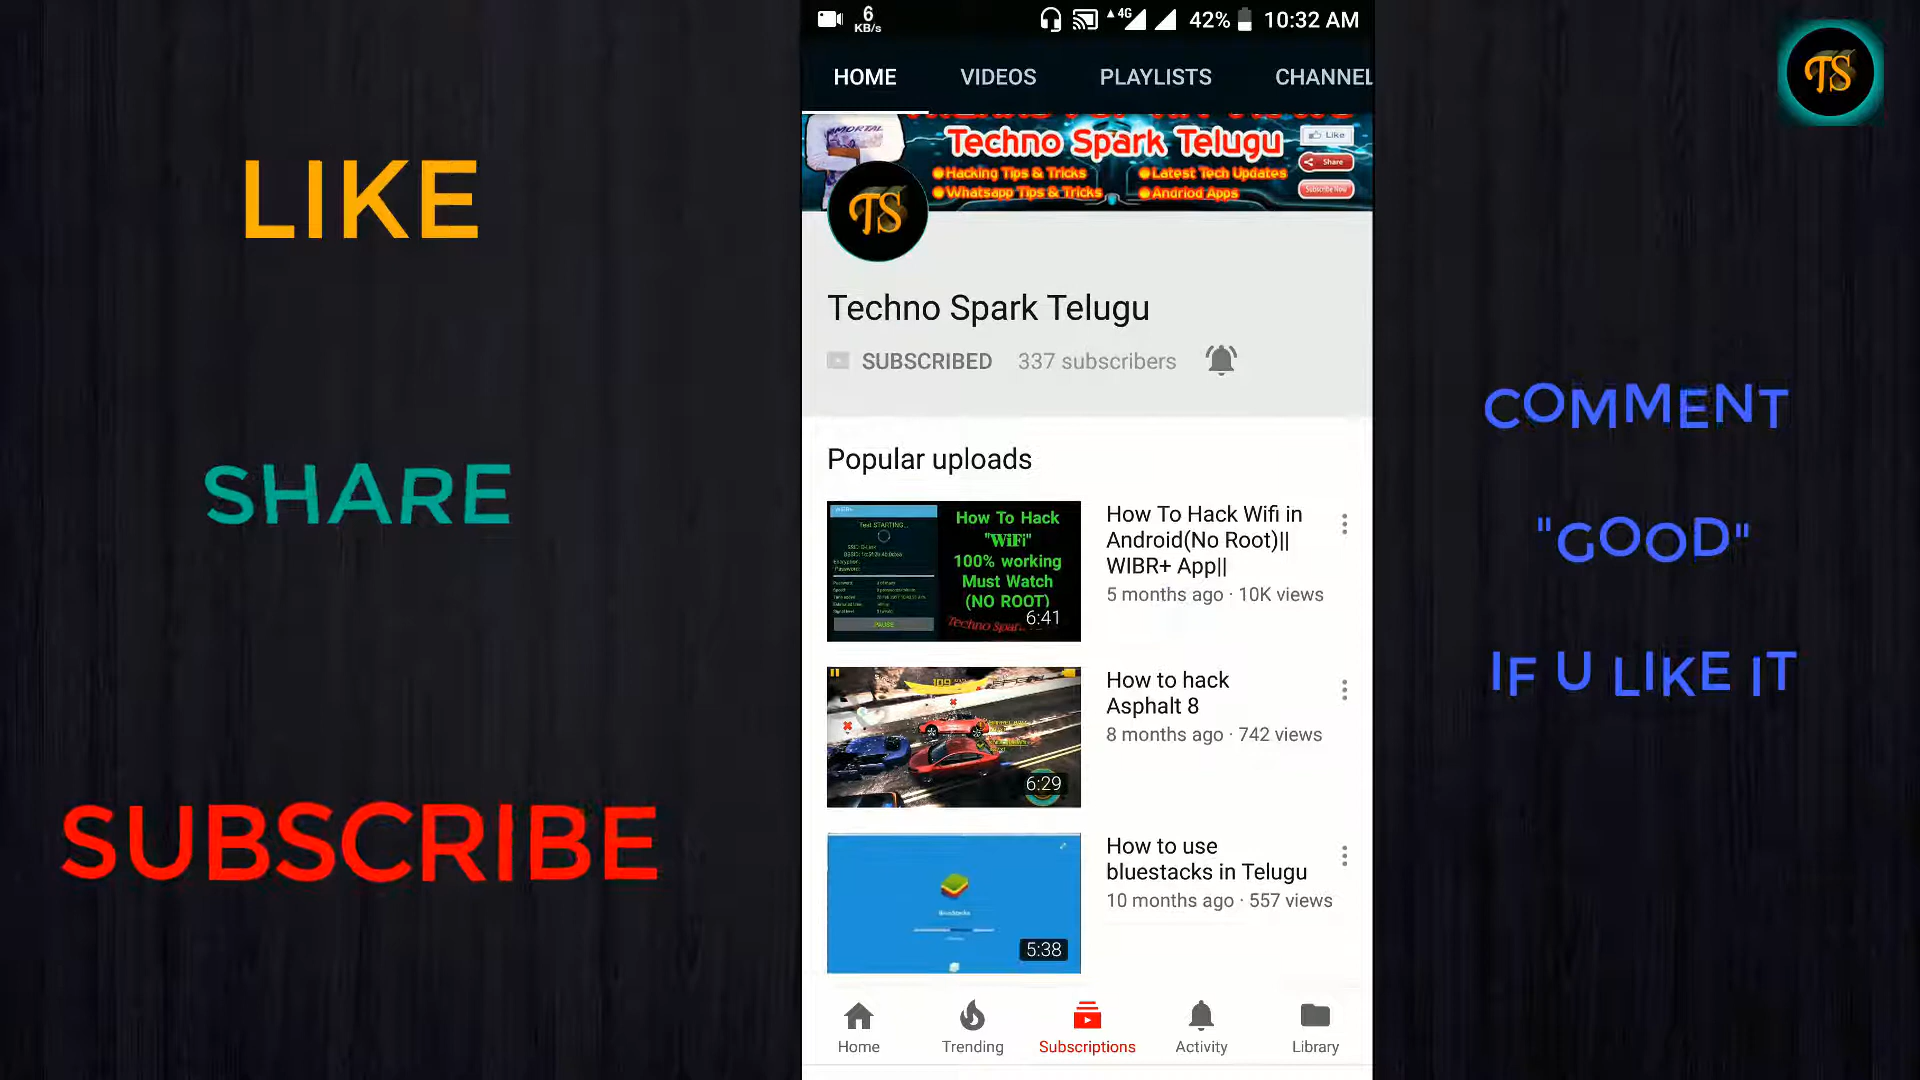 6
KB/s
4G
42%
10:32 AM
HOME
VIDEOS
PLAYLISTS
CHANNEL
TS
LIKE
SHARE
SUBSCRIBE
Techno Spark Telugu
Hacking Tips & Tricks
Latest Tech Updates
Whatsapp Tips & Tricks
Andriod Apps
Like
Share
Subscribe Now
TS
Techno Spark Telugu
SUBSCRIBED
337 subscribers
Popular uploads
How To Hack
"WiFi"
100% working
Must Watch
(NO ROOT)
6:41
PAUSE
How To Hack Wifi in
Android(No Root)||
WIBR+ App||
5 months ago · 10K views
6:29
How to hack
Asphalt 8
8 months ago · 742 views
BlueStacks
5:38
How to use
bluestacks in Telugu
10 months ago · 557 views
Home
Trending
Subscriptions
Activity
Library
COMMENT
"GOOD"
IF U LIKE IT